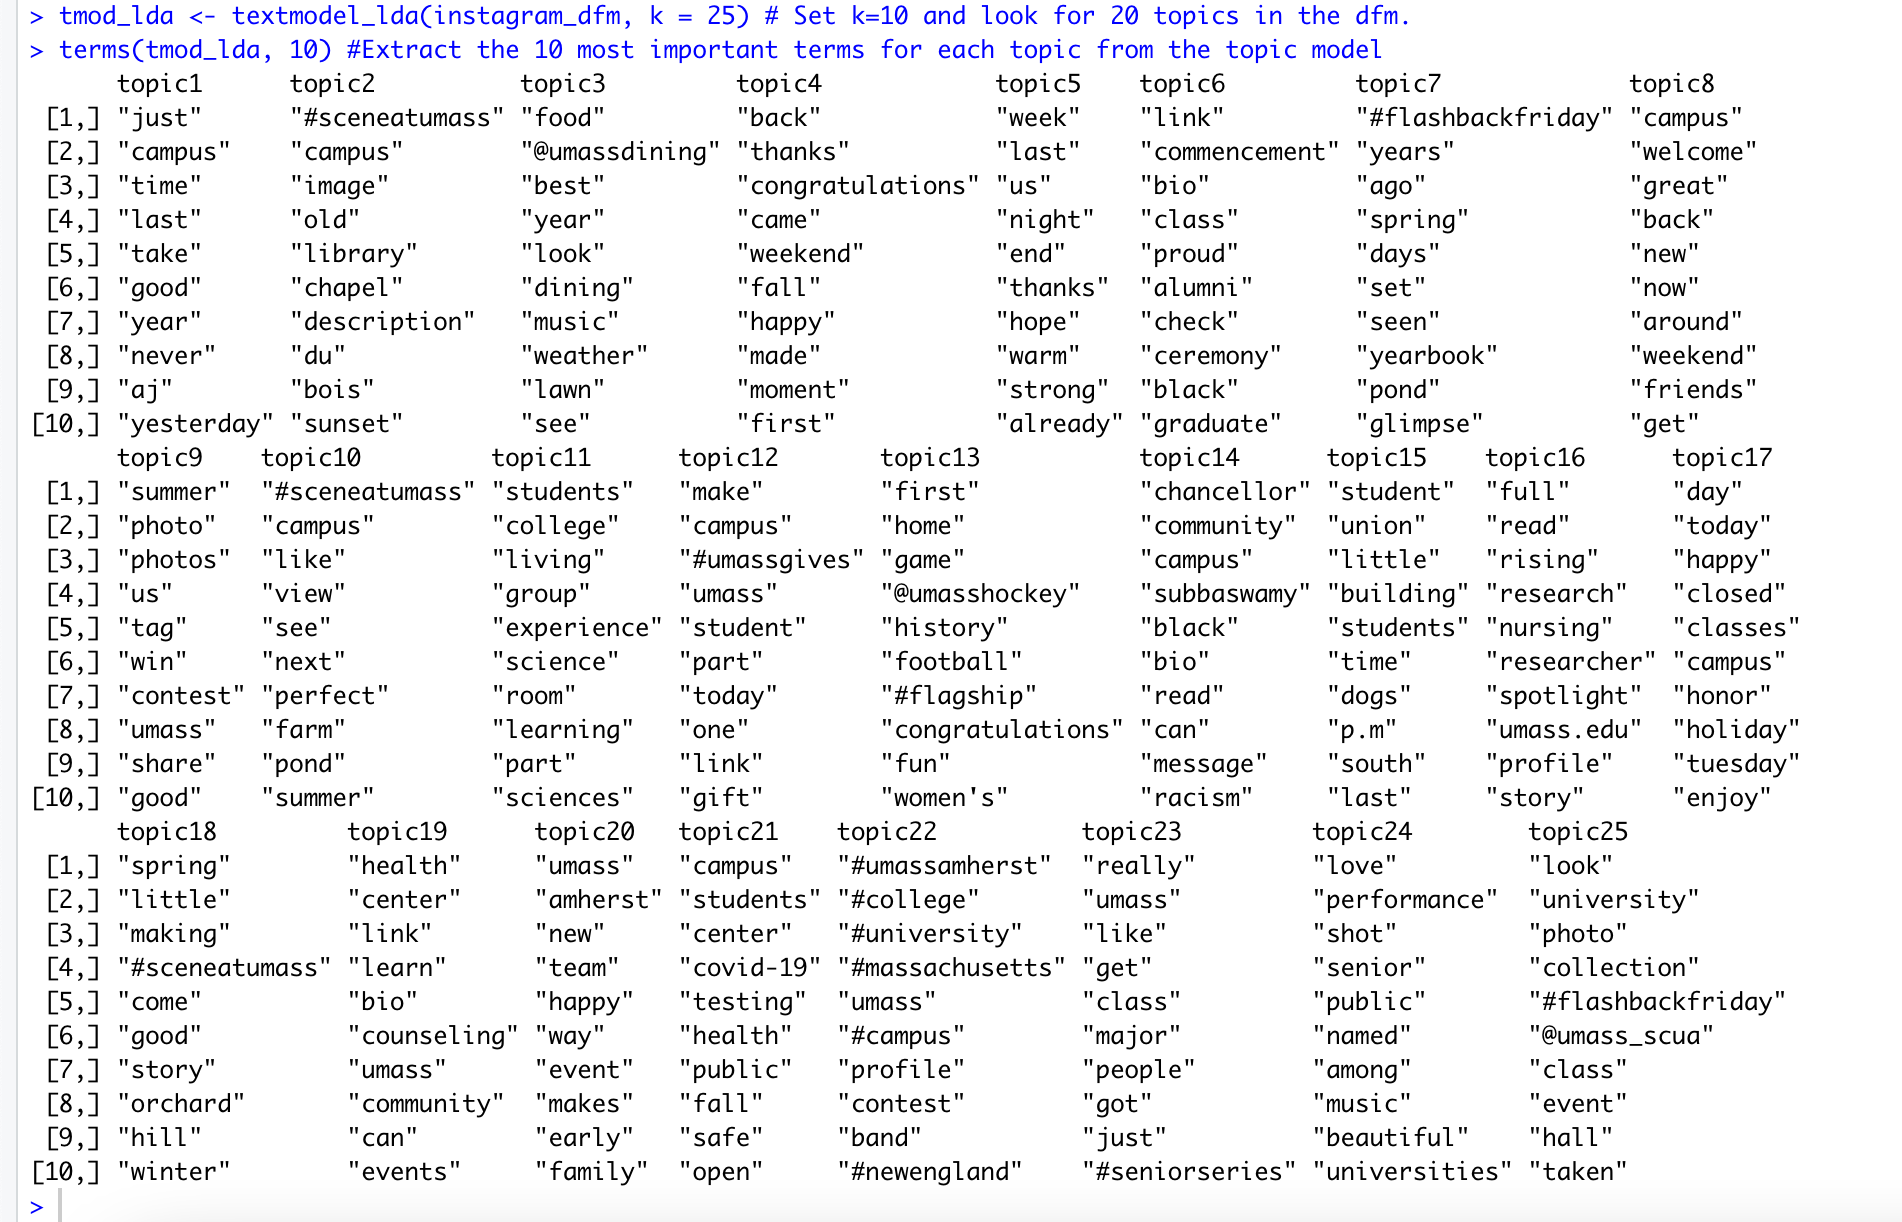 > tmod_lda <- textmodel_lda(instagram_dfm, k = 25) # Set k=10 and look for 20 topics in the dfm.
> terms(tmod_lda, 10) #Extract the 10 most important terms for each topic from the topic model
topic1 topic2 topic3 topic4 topic5 topic6 topic7 topic8
[1,] "just" "#sceneatumass" "food" "back" "week" "link" "#flashbackfriday" "campus"
[2,] "campus" "campus" "@umassdining" "thanks" "last" "commencement" "years" "welcome"
[3,] "time" "image" "best" "congratulations" "us" "bio" "ago" "great"
[4,] "last" "old" "year" "came" "night" "class" "spring" "back"
[5,] "take" "library" "look" "weekend" "end" "proud" "days" "new"
[6,] "good" "chapel" "dining" "fall" "thanks" "alumni" "set" "now"
[7,] "year" "description" "music" "happy" "hope" "check" "seen" "around"
[8,] "never" "du" "weather" "made" "warm" "ceremony" "yearbook" "weekend"
[9,] "aj" "bois" "lawn" "moment" "strong" "black" "pond" "friends"
[10,] "yesterday" "sunset" "see" "first" "already" "graduate" "glimpse" "get"
topic9 topic10 topic11 topic12 topic13 topic14 topic15 topic16 topic17
[1,] "summer" "#sceneatumass" "students" "make" "first" "chancellor" "student" "full" "day"
[2,] "photo" "campus" "college" "campus" "home" "community" "union" "read" "today"
[3,] "photos" "like" "living" "#umassgives" "game" "campus" "little" "rising" "happy"
[4,] "us" "view" "group" "umass" "@umasshockey" "subbaswamy" "building" "research" "closed"
[5,] "tag" "see" "experience" "student" "history" "black" "students" "nursing" "classes"
[6,] "win" "next" "science" "part" "football" "bio" "time" "researcher" "campus"
[7,] "contest" "perfect" "room" "today" "#flagship" "read" "dogs" "spotlight" "honor"
[8,] "umass" "farm" "learning" "one" "congratulations" "can" "p.m" "umass.edu" "holiday"
[9,] "share" "pond" "part" "link" "fun" "message" "south" "profile" "tuesday"
[10,] "good" "summer" "sciences" "gift" "women's" "racism" "last" "story" "enjoy"
topic18 topic19 topic20 topic21 topic22 topic23 topic24 topic25
[1,] "spring" "health" "umass" "campus" "#umassamherst" "really" "love" "look"
[2,] "little" "center" "amherst" "students" "#college" "umass" "performance" "university"
[3,] "making" "link" "new" "center" "#university" "like" "shot" "photo"
[4,] "#sceneatumass" "learn" "team" "covid-19" "#massachusetts" "get" "senior" "collection"
[5,] "come" "bio" "happy" "testing" "umass" "class" "public" "#flashbackfriday"
[6,] "good" "counseling" "way" "health" "#campus" "major" "named" "@umass_scua"
[7,] "story" "umass" "event" "public" "profile" "people" "among" "class"
[8,] "orchard" "community" "makes" "fall" "contest" "got" "music" "event"
[9,] "hill" "can" "early" "safe" "band" "just" "beautiful" "hall"
[10,] "winter" "events" "family" "open" "#newengland" "#seniorseries" "universities" "taken"
>